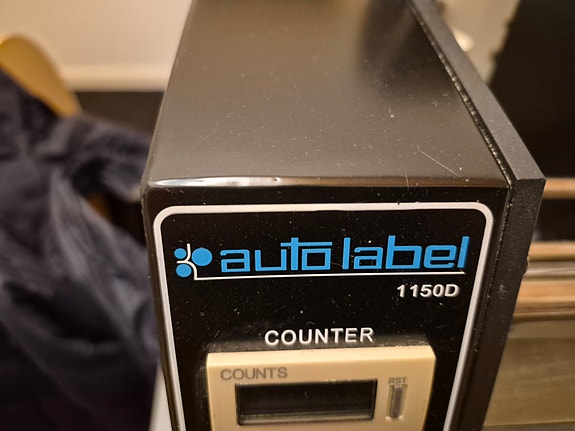 auto label
1150D
COUNTER
COUNTS
RST